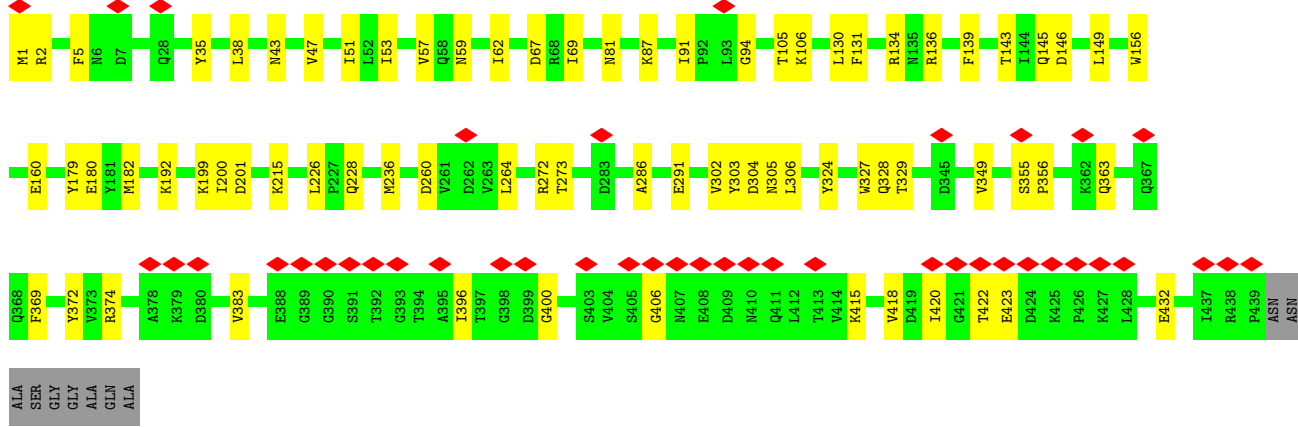 M1 R2 F5 N6 D7 Q28 Y35 L38 N43 V47 I51 L52 I53 V57 Q58 N59 I62 D67 R68 I69 N81 K87 I91 P92 L93 G94 T105 K106 L130 F131 R134 N135 R136 F139 T143 I144 Q145 D146 L149 W156
E160 Y179 E180 Y181 M182 K192 K199 I200 D201 K215 L226 P227 Q228 M236 D260 V261 D262 V263 L264 R272 T273 D283 A286 E291 V302 Y303 D304 N305 L306 Y324 W327 Q328 T329 D345 V349 S355 P356 K362 Q363 Q367
Q368 F369 Y372 V373 R374 A378 K379 D380 V383 E388 G389 G390 S391 T392 G393 T394 A395 I396 T397 G398 D399 G400 S403 V404 S405 G406 N407 E408 D409 N410 Q411 L412 T413 V414 K415 V418 D419 I420 G421 T422 E423 D424 K425 P426 K427 L428 E432 I437 R438 P439 ASN ASN
ALA SER GLY GLY ALA GLN ALA